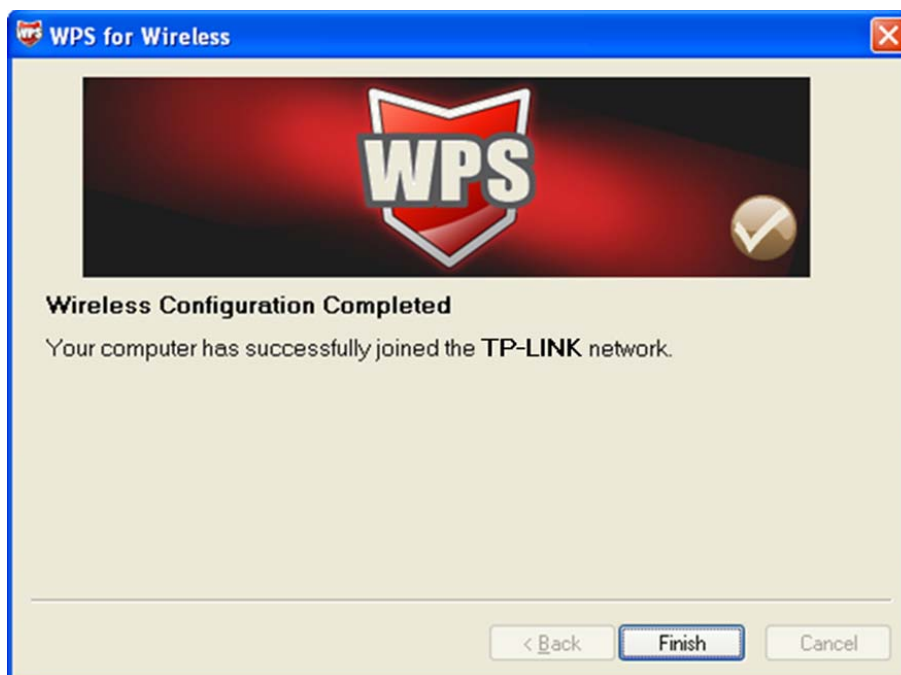 WPS for Wireless
WPS
Wireless Configuration Completed
Your computer has successfully joined the TP-LINK network.
< Back
Finish
Cancel